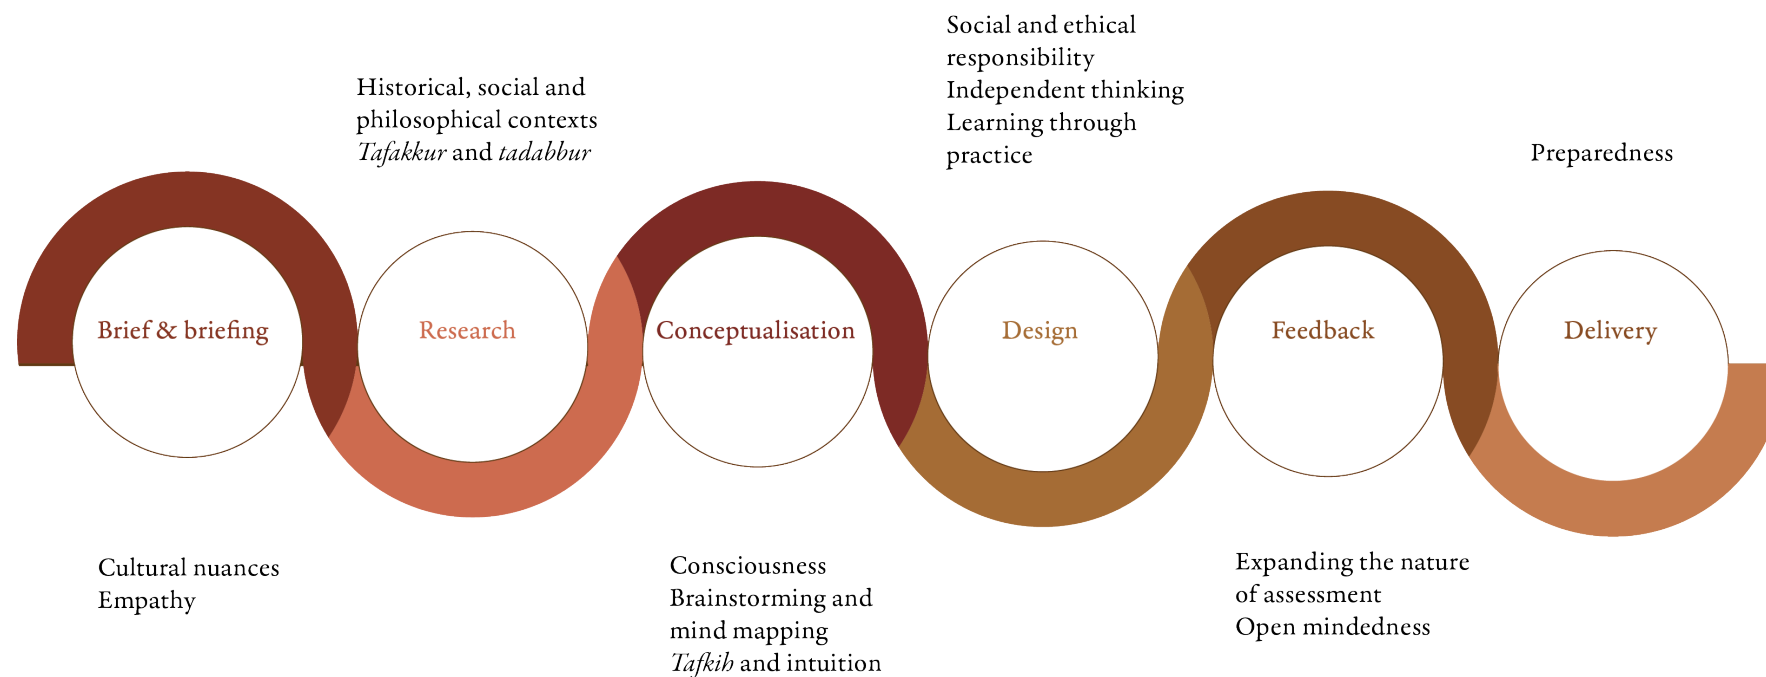 Social and ethical
responsibility
Independent thinking
Learning through
practice
Historical, social and
philosophical contexts
Tafakkur and tadabbur
Preparedness
Brief & briefing
Research
Conceptualisation
Design
Feedback
Delivery
Cultural nuances
Empathy
Consciousness
Brainstorming and
mind mapping
Tafkih and intuition
Expanding the nature
of assessment
Open mindedness